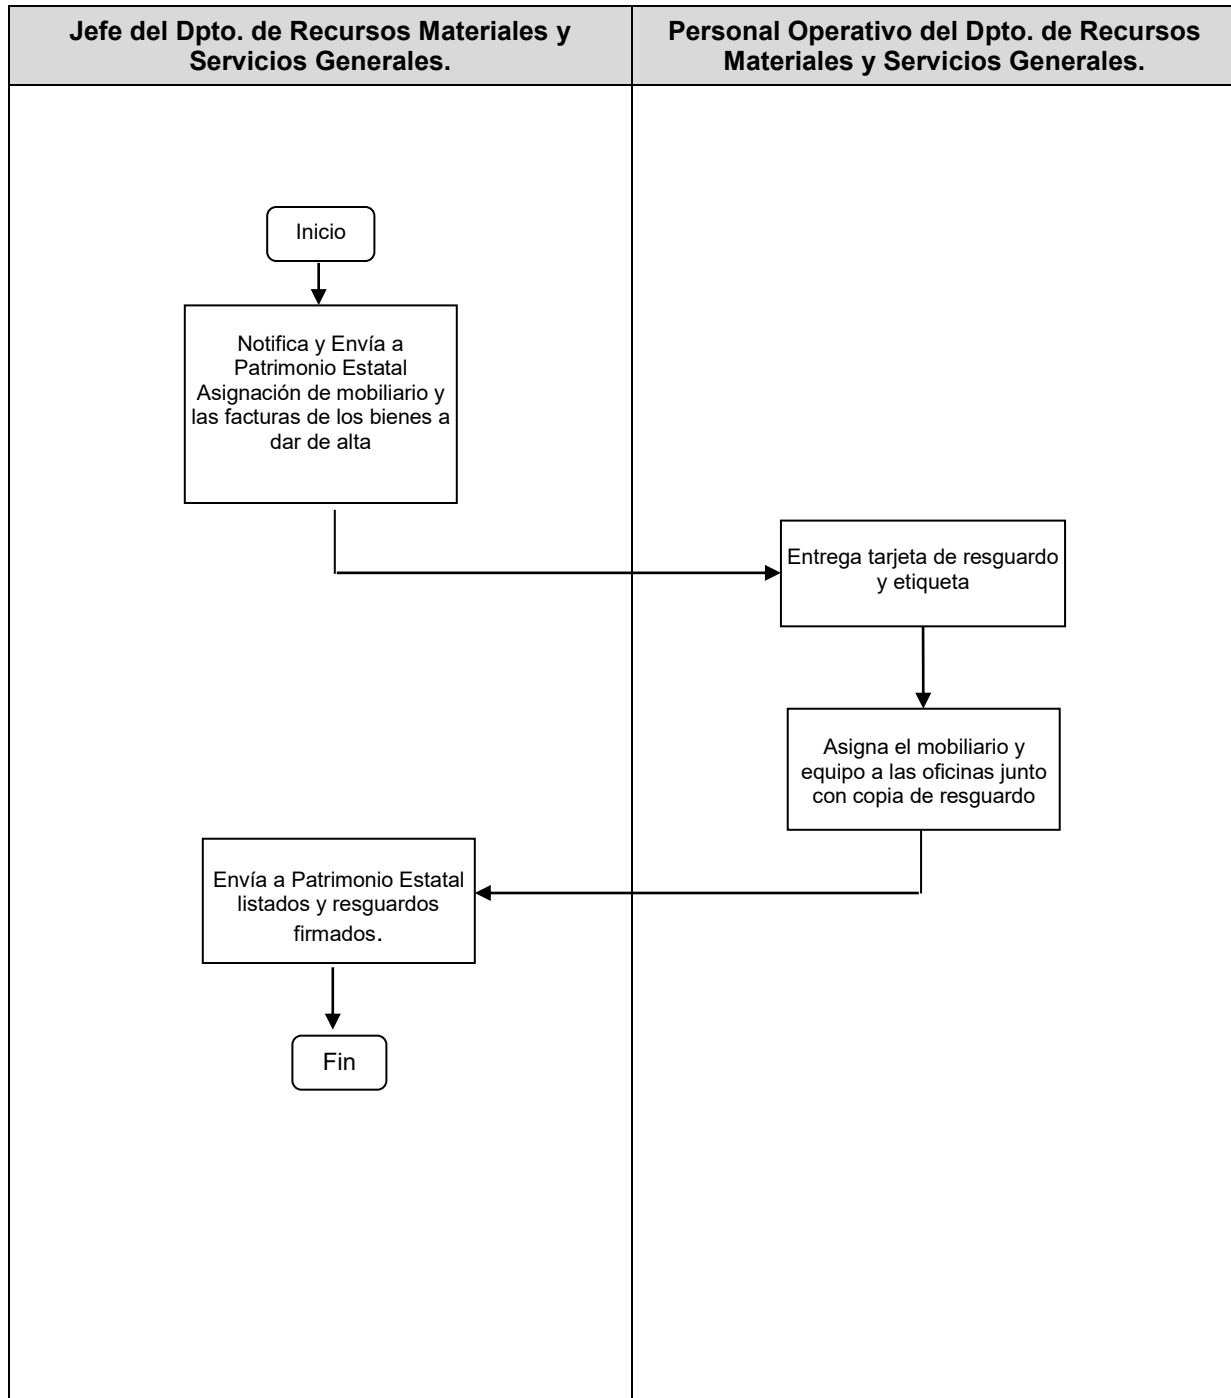 Jefe del Dpto. de Recursos Materiales y
Servicios Generales.
Personal Operativo del Dpto. de Recursos
Materiales y Servicios Generales.
Inicio
Notifica y Envía a
Patrimonio Estatal
Asignación de mobiliario y
las facturas de los bienes a
dar de alta
Entrega tarjeta de resguardo
y etiqueta
Asigna el mobiliario y
equipo a las oficinas junto
con copia de resguardo
Envía a Patrimonio Estatal
listados y resguardos
firmados.
Fin